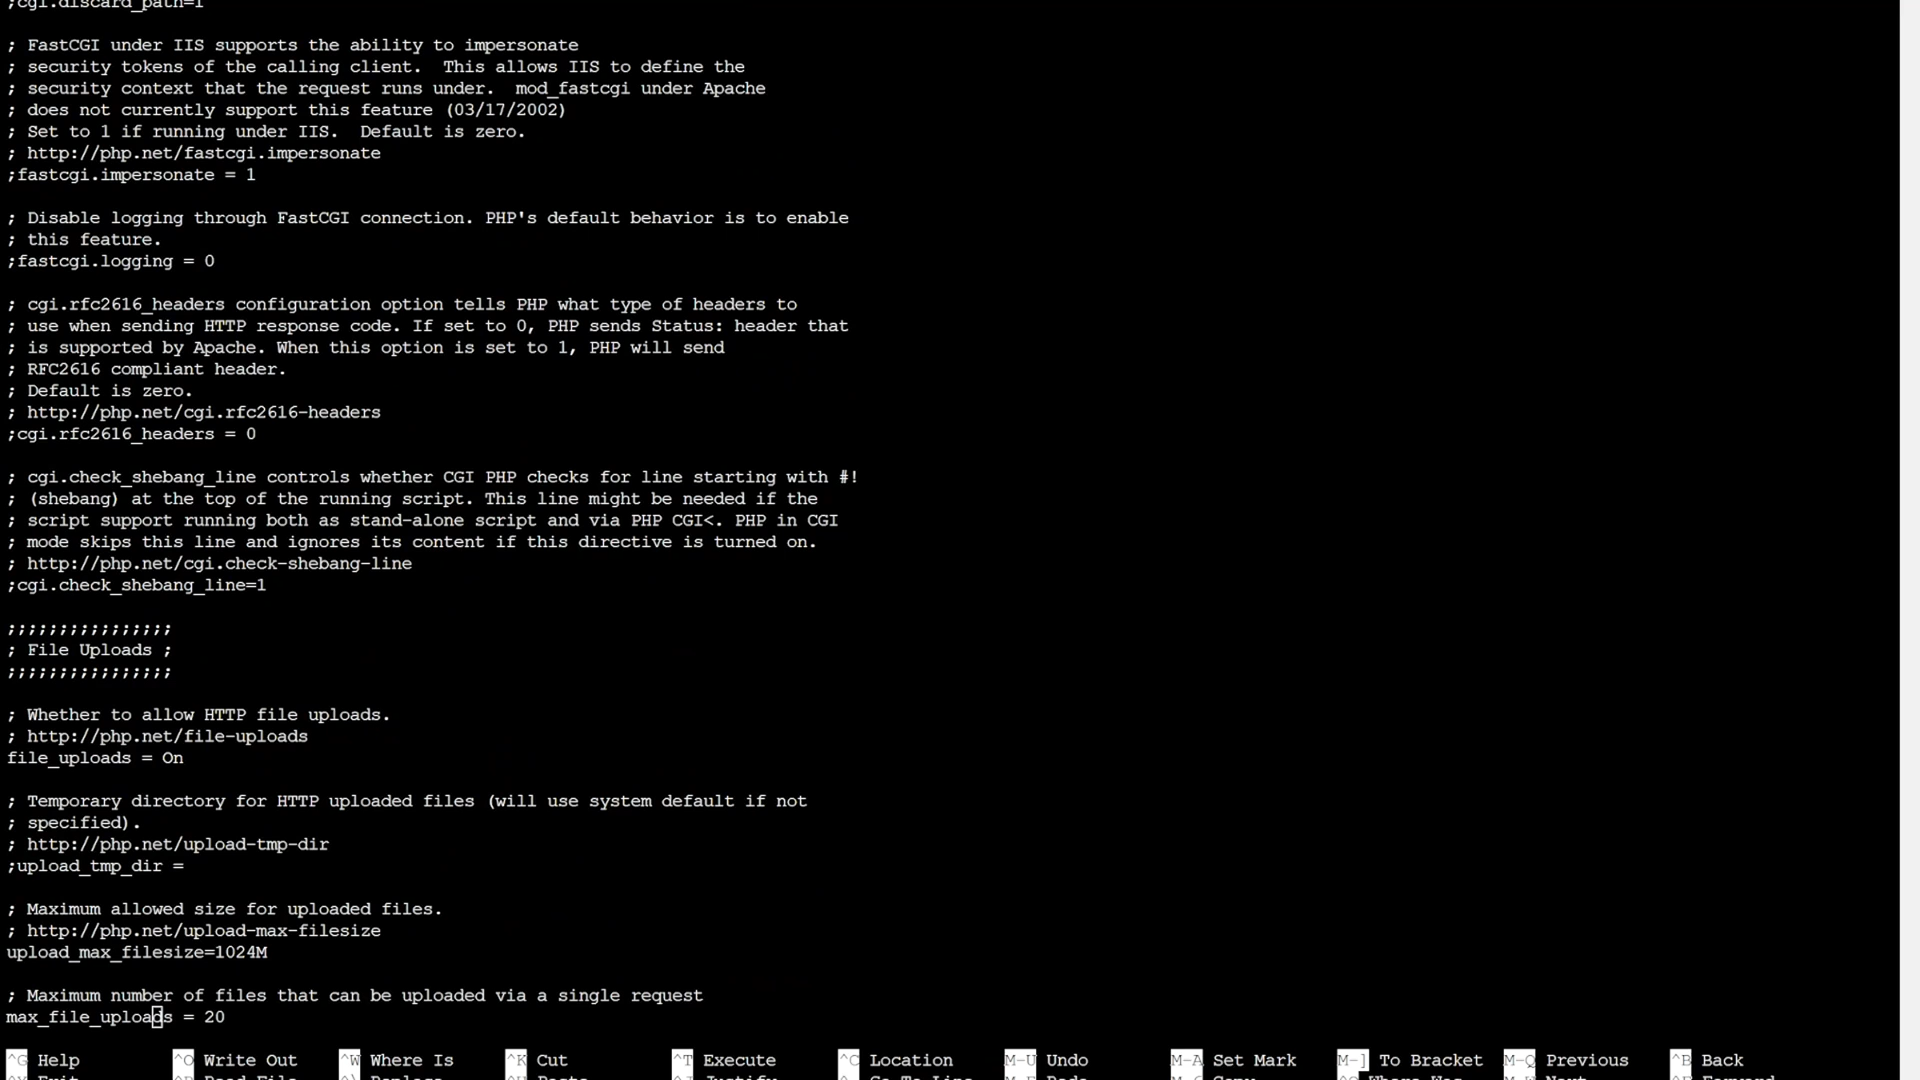 ;cgi.discard_path=1
; FastCGI under IIS supports the ability to impersonate
; security tokens of the calling client.  This allows IIS to define the
; security context that the request runs under.  mod_fastcgi under Apache
; does not currently support this feature (03/17/2002)
; Set to 1 if running under IIS.  Default is zero.
; http://php.net/fastcgi.impersonate
;fastcgi.impersonate = 1
; Disable logging through FastCGI connection. PHP's default behavior is to enable
; this feature.
;fastcgi.logging = 0
; cgi.rfc2616_headers configuration option tells PHP what type of headers to
; use when sending HTTP response code. If set to 0, PHP sends Status: header that
; is supported by Apache. When this option is set to 1, PHP will send
; RFC2616 compliant header.
; Default is zero.
; http://php.net/cgi.rfc2616-headers
;cgi.rfc2616_headers = 0
; cgi.check_shebang_line controls whether CGI PHP checks for line starting with #!
; (shebang) at the top of the running script. This line might be needed if the
; script support running both as stand-alone script and via PHP CGI<. PHP in CGI
; mode skips this line and ignores its content if this directive is turned on.
; http://php.net/cgi.check-shebang-line
;cgi.check_shebang_line=1
;;;;;;;;;;;;;;;;
; File Uploads ;
;;;;;;;;;;;;;;;;
; Whether to allow HTTP file uploads.
; http://php.net/file-uploads
file_uploads = On
; Temporary directory for HTTP uploaded files (will use system default if not
; specified).
; http://php.net/upload-tmp-dir
;upload_tmp_dir =
; Maximum allowed size for uploaded files.
; http://php.net/upload-max-filesize
upload_max_filesize=1024M
; Maximum number of files that can be uploaded via a single request
max_file_uploads = 20
^G Help ^O Write Out ^W Where Is ^K Cut ^T Execute ^C Location M-U Undo M-A Set Mark M-] To Bracket M-Q Previous ^B Back